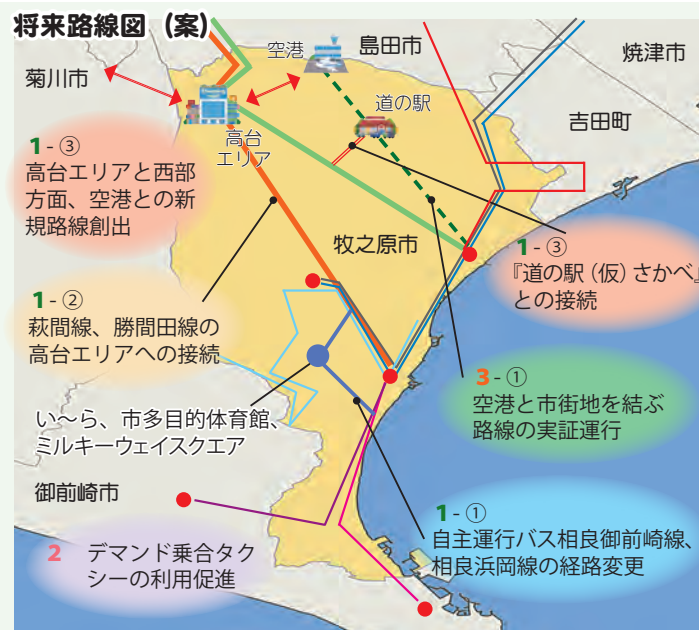 将来路線図（案）
空港
島田市
焼津市
菊川市
道の駅
吉田町
高台
エリア
1-③
高台エリアと西部
方面、空港との新
規路線創出
牧之原市
1-③
『道の駅（仮）さかべ』
との接続
1-②
萩間線、勝間田線の
高台エリアへの接続
3-①
空港と市街地を結ぶ
路線の実証運行
い～ら、市多目的体育館、
ミルキーウェイスクエア
御前崎市
1-①
自主運行バス相良御前崎線、
相良浜岡線の経路変更
2 デマンド乗合タク
シーの利用促進